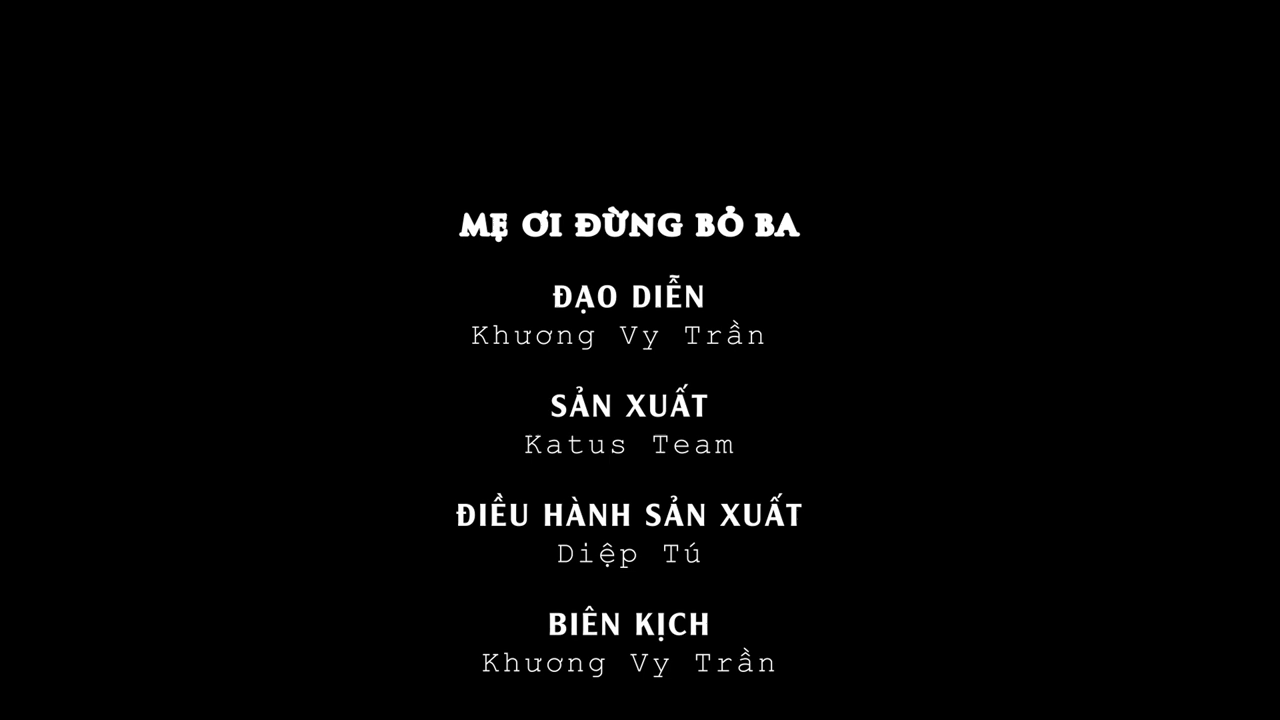 MẸ ƠI ĐỪNG BỎ BA
ĐẠO DIỄN
Khương Vy Trần
SẢN XUẤT
Katus Team
ĐIỀU HÀNH SẢN XUẤT
Diệp Tú
BIÊN KỊCH
Khương Vy Trần